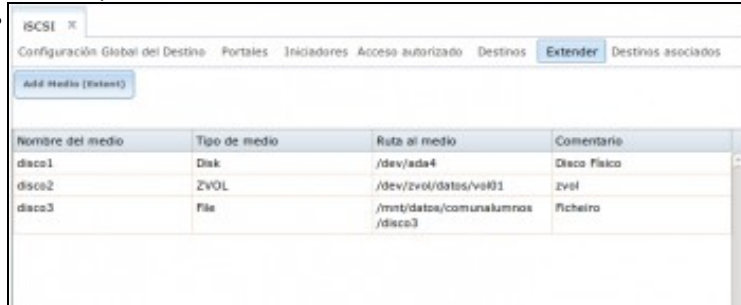 iSCSI
Configuración Global del Destino Portales Iniciadores Acceso autorizado Destinos Extender Destinos asociados
Add Medio (Extent)
Nombre del medio Tipo de medio Ruta al medio Comentario
disco1 Disk /dev/ada4 Disco Físico
disco2 ZVOL /dev/zvol/datos/vol01 zvol
disco3 File /mnt/datos/comunalumnos Ficheiro
/disco3